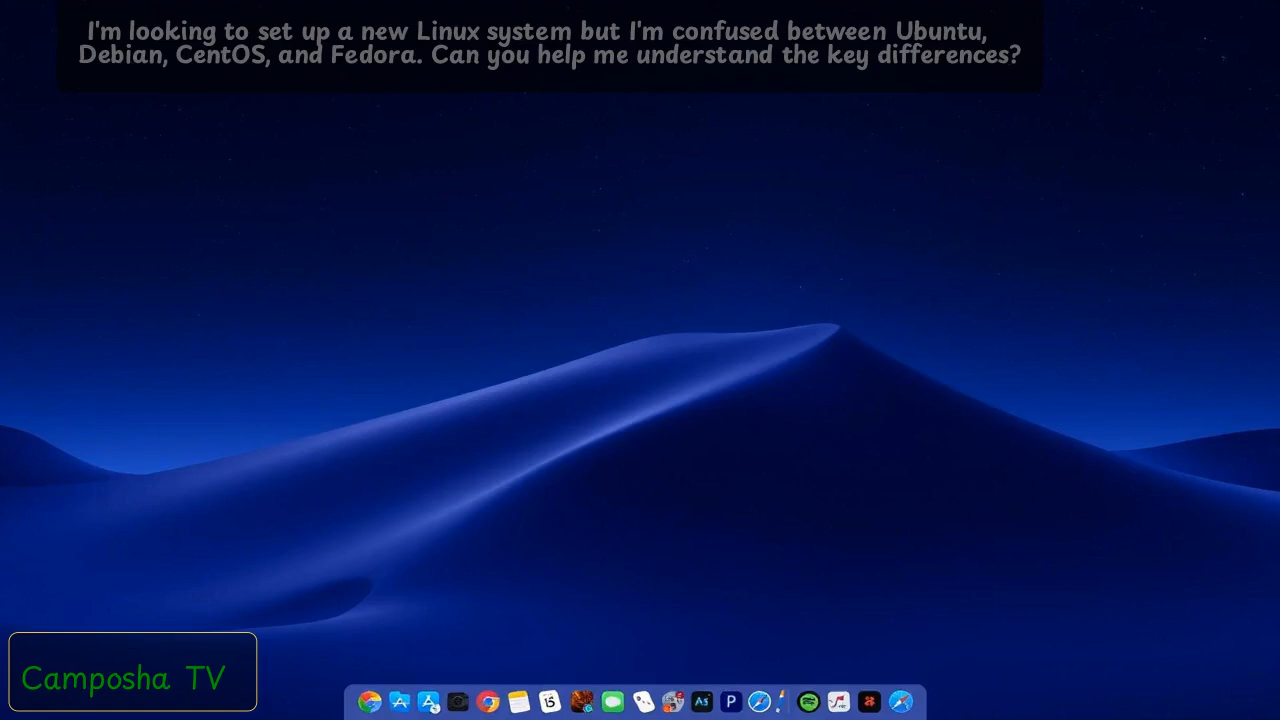 I'm looking to set up a new Linux system but I'm confused between Ubuntu,
Debian, CentOS, and Fedora. Can you help me understand the key differences?
Camposha TV